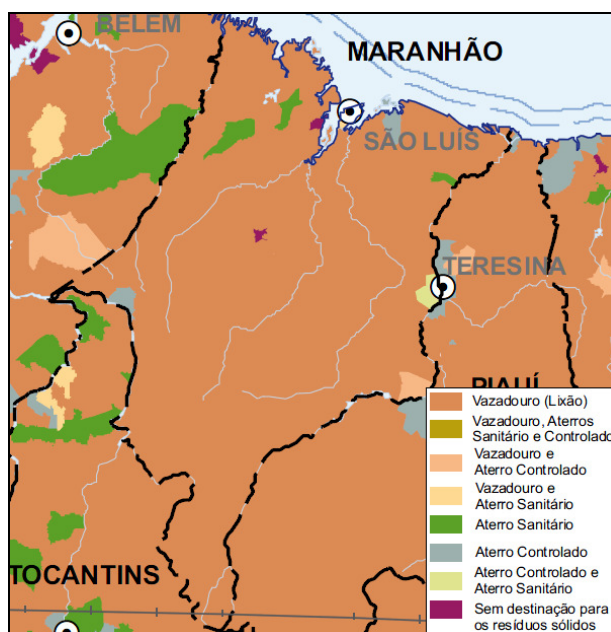 BELEM
MARANHÃO
SÃO LUÍS
TERESINA
PIAUÍ
TOCANTINS
Vazadouro (Lixão)
Vazadouro, Aterros
Sanitário e Controlado
Vazadouro e
Aterro Controlado
Vazadouro e
Aterro Sanitário
Aterro Sanitário
Aterro Controlado
Aterro Controlado e
Aterro Sanitário
Sem destinação para
os resíduos sólidos